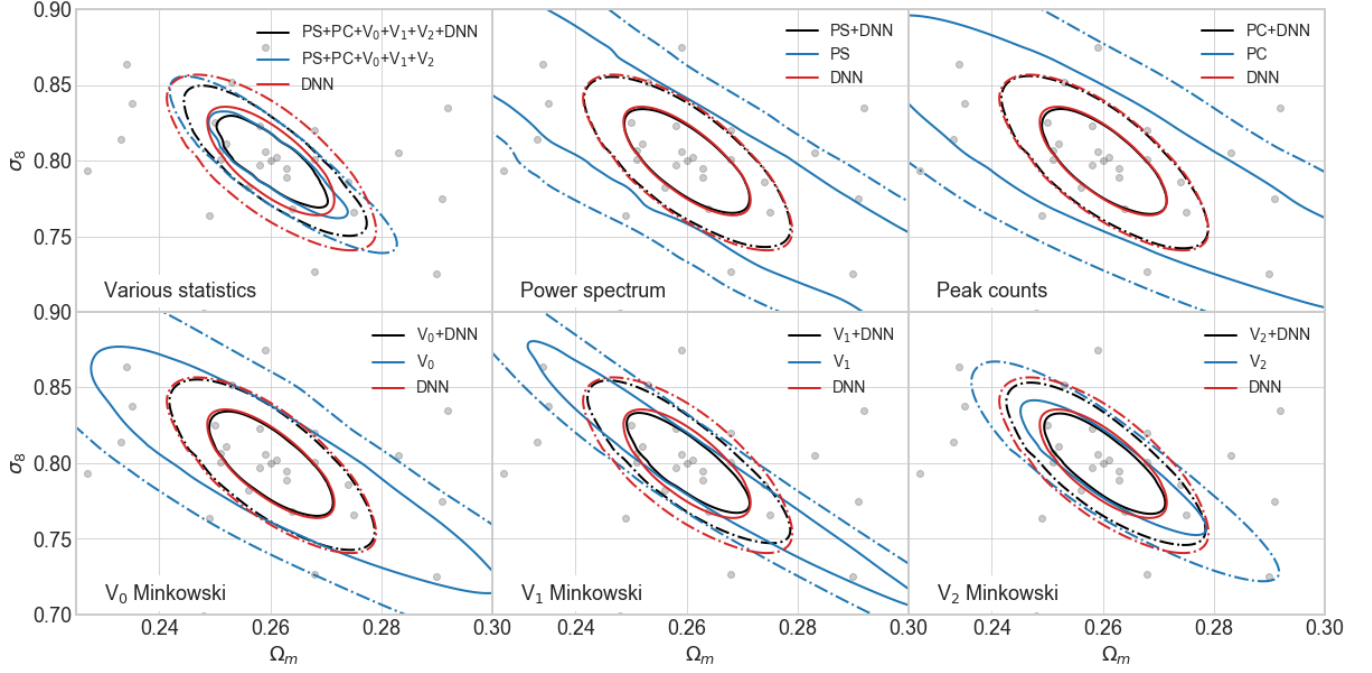 0.90
0.85
0.80
0.75
0.90
σ₈
PS+PC+V₀+V₁+V₂+DNN
PS+PC+V₀+V₁+V₂
DNN
Various statistics
PS+DNN
PS
DNN
Power spectrum
PC+DNN
PC
DNN
Peak counts
0.85
0.80
0.75
0.70
σ₈
V₀+DNN
V₀
DNN
V₀ Minkowski
V₁+DNN
V₁
DNN
V₁ Minkowski
V₂+DNN
V₂
DNN
V₂ Minkowski
0.24 0.26 0.28 0.30 0.24 0.26 0.28 0.30 0.24 0.26 0.28 0.30
Ωₘ Ωₘ Ωₘ